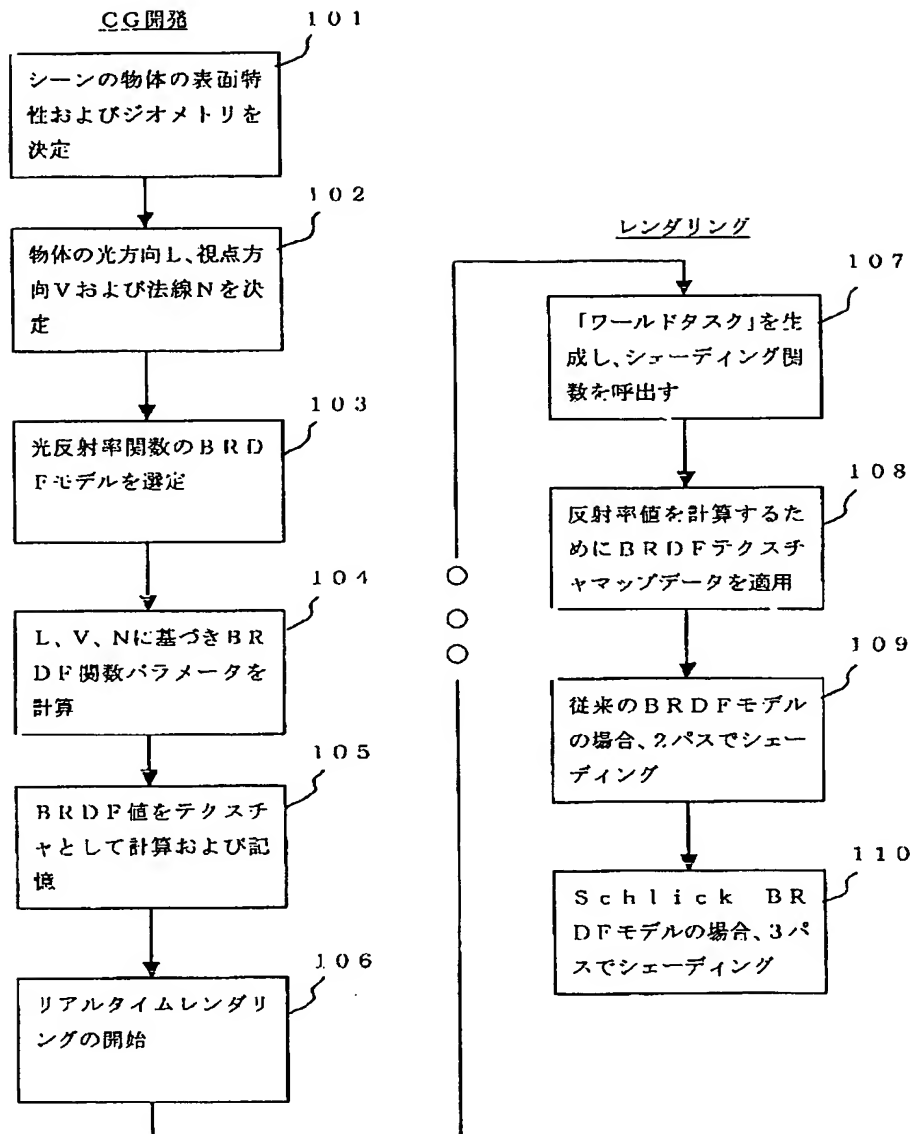 CG開発
101
シーンの物体の表面特
性およびジオメトリを
決定
102
物体の光方向L、視点方
向Vおよび法線Nを決
定
103
光反射率関数のBRD
Fモデルを選定
104
L、V、Nに基づきBR
DF関数パラメータを
計算
105
BRDF値をテクスチ
ャとして計算および記
憶
106
リアルタイムレンダリ
ングの開始
レンダリング
107
「ワールドタスク」を生
成し、シェーディング関
数を呼出す
108
反射率値を計算するた
めにBRDFテクスチ
ャマップデータを適用
109
従来のBRDFモデル
の場合、2パスでシェー
ディング
110
Schlick BR
DFモデルの場合、3パ
スでシェーディング